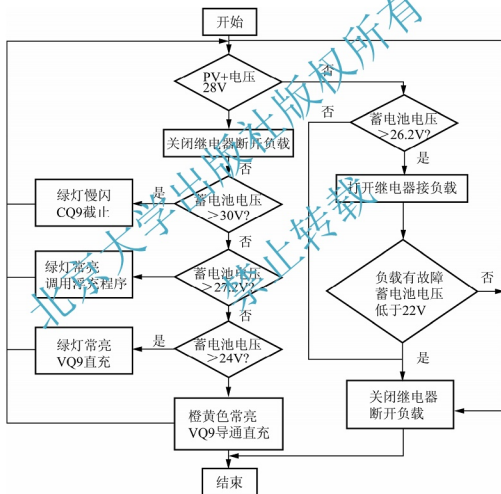 开始
PV+电压
28V
否
关闭继电器断开负载
否
蓄电池电压
>30V?
是
绿灯慢闪
CQ9截止
否
蓄电池电压
>27.2V?
绿灯常亮
调用浮充程序
否
蓄电池电压
>24V?
是
绿灯常亮
VQ9直充
橙黄色常亮
VQ9导通直充
结束
否
蓄电池电压
>26.2V?
是
打开继电器接负载
负载有故障
蓄电池电压
低于22V
否
是
关闭继电器
断开负载
北京大学出版社版权所有
禁止转载